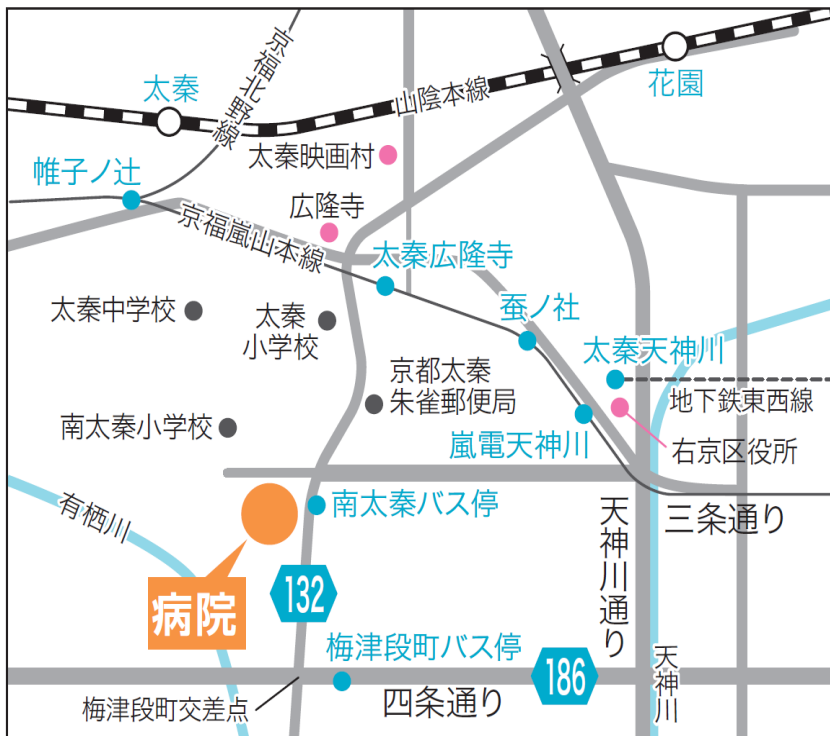 京福北野線
花園
太秦
山陰本線
太秦映画村
帷子ノ辻
広隆寺
京福嵐山本線
太秦広隆寺
太秦中学校
太秦
小学校
蚕ノ社
太秦天神川
京都太秦
朱雀郵便局
地下鉄東西線
南太秦小学校
嵐電天神川
右京区役所
有栖川
南太秦バス停
天神川通り
三条通り
病院
132
梅津段町バス停
186
天神川
梅津段町交差点
四条通り